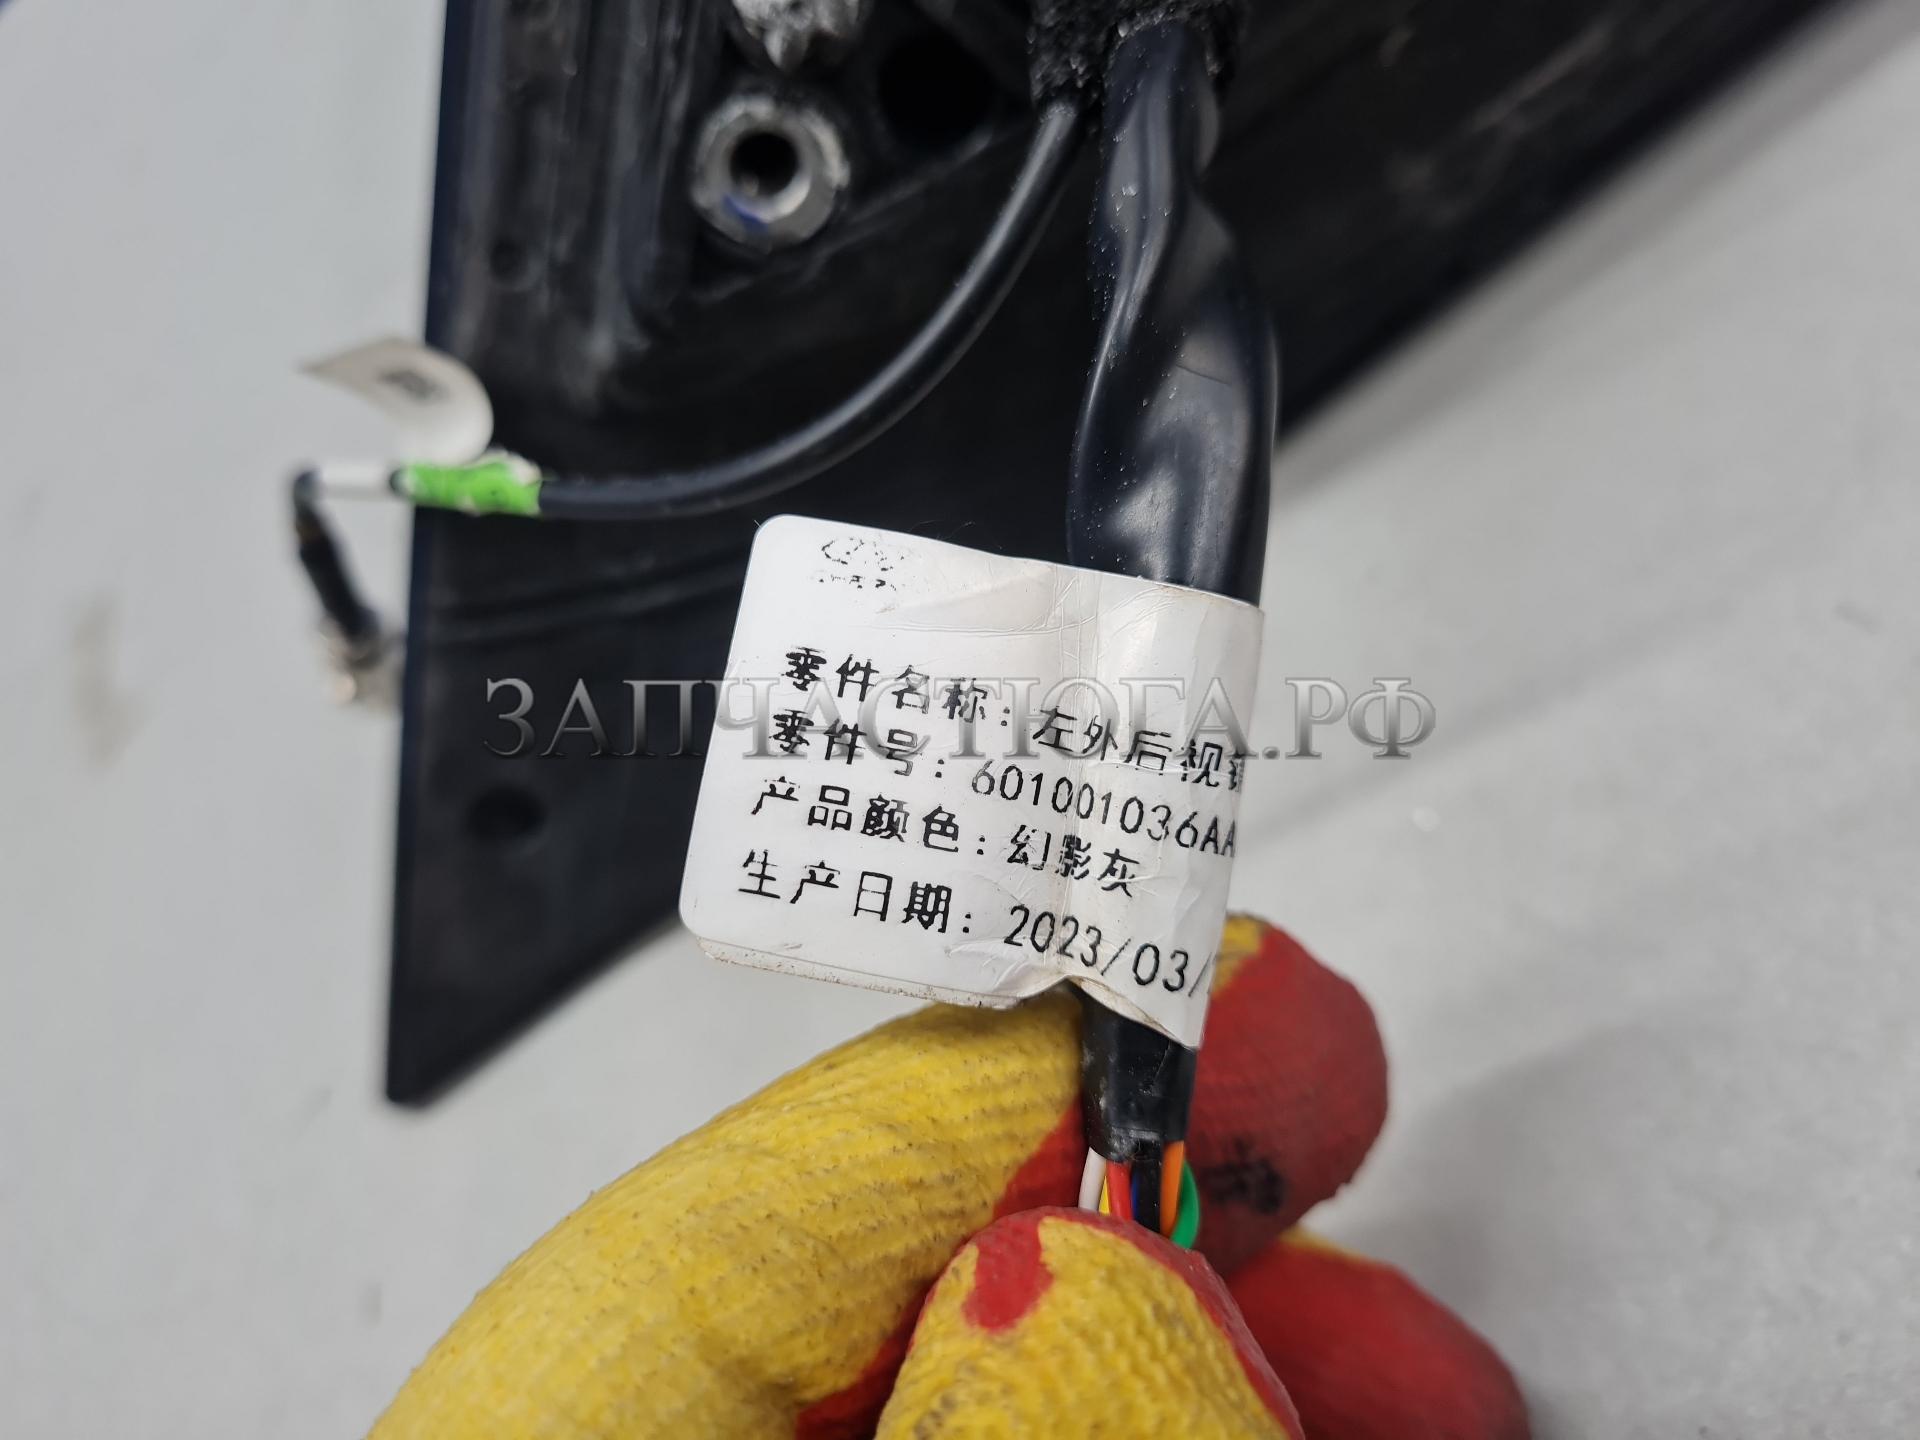 零件名称：左外后视镜
零件号：601001036AA
产品颜色：幻影灰
生产日期：2023/03/
ЗАПЧАСТЮГА.РФ